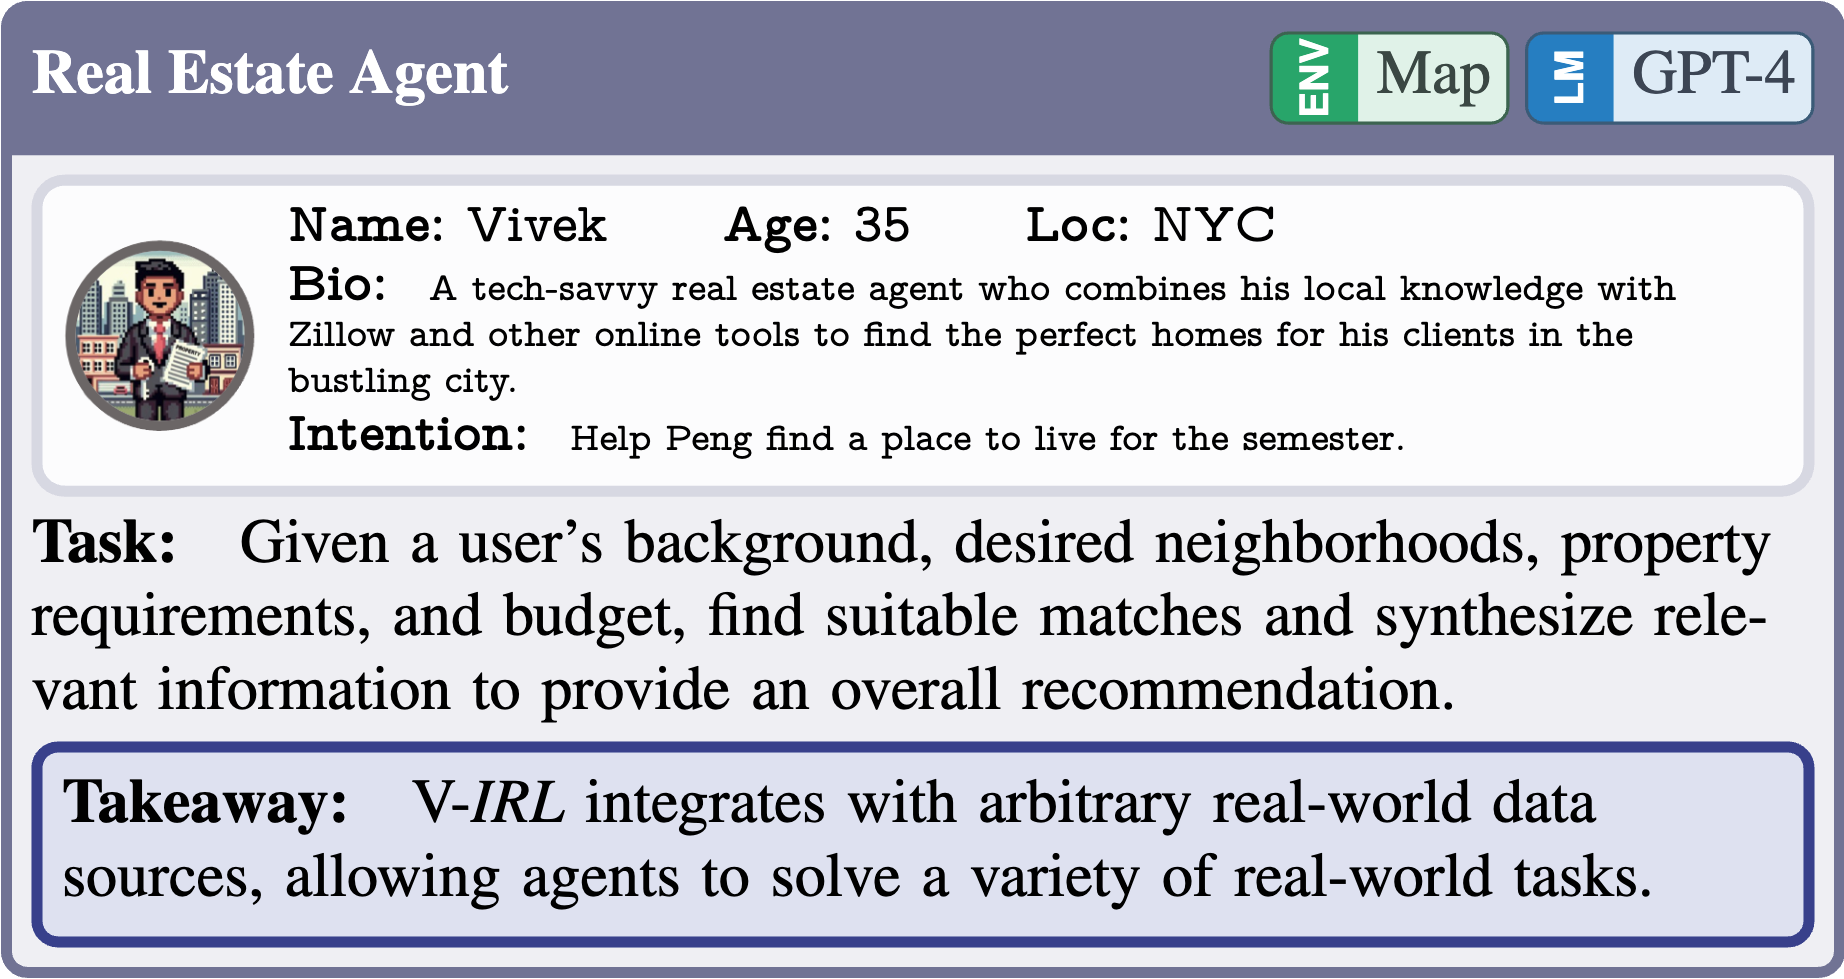 Real Estate Agent
ENV Map
LM GPT-4
PROPERTY
Name: Vivek Age: 35 Loc: NYC
Bio: A tech-savvy real estate agent who combines his local knowledge with
Zillow and other online tools to find the perfect homes for his clients in the
bustling city.
Intention: Help Peng find a place to live for the semester.
Task: Given a user’s background, desired neighborhoods, property
requirements, and budget, find suitable matches and synthesize rele-
vant information to provide an overall recommendation.
Takeaway: V-IRL integrates with arbitrary real-world data
sources, allowing agents to solve a variety of real-world tasks.